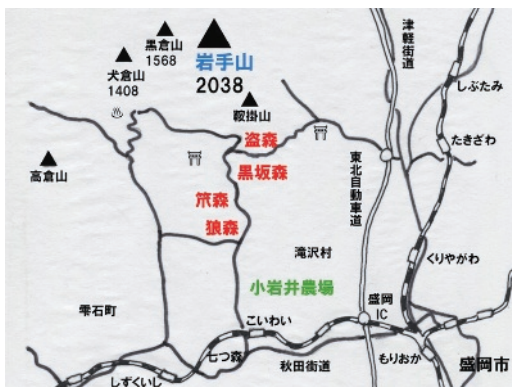 黒倉山
1568
犬倉山
1408
岩手山
2038
津軽街道
しぶたみ
鞍掛山
盗森
たきざわ
高倉山
黒坂森
東北自動車道
笊森
狼森
滝沢村
くりやがわ
小岩井農場
盛岡
IC
雫石町
こいわい
七つ森
秋田街道
もりおか
盛岡市
しずくいし